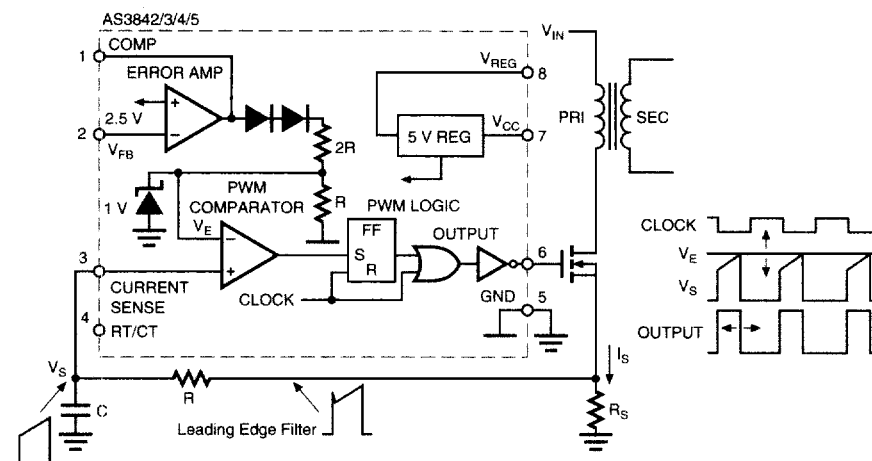 AS3842/3/4/5
1
COMP
ERROR AMP
+
2.5 V
−
2
V_FB
2R
R
1 V
V_E
PWM
COMPARATOR
−
+
3
CURRENT
SENSE
4
RT/CT
CLOCK
PWM LOGIC
FF
S
R
OUTPUT
6
GND
5
V_REG
8
5 V REG
V_CC
7
V_IN
PRI
SEC
I_S
R_S
V_S
C
R
Leading Edge Filter
CLOCK
V_E
V_S
OUTPUT